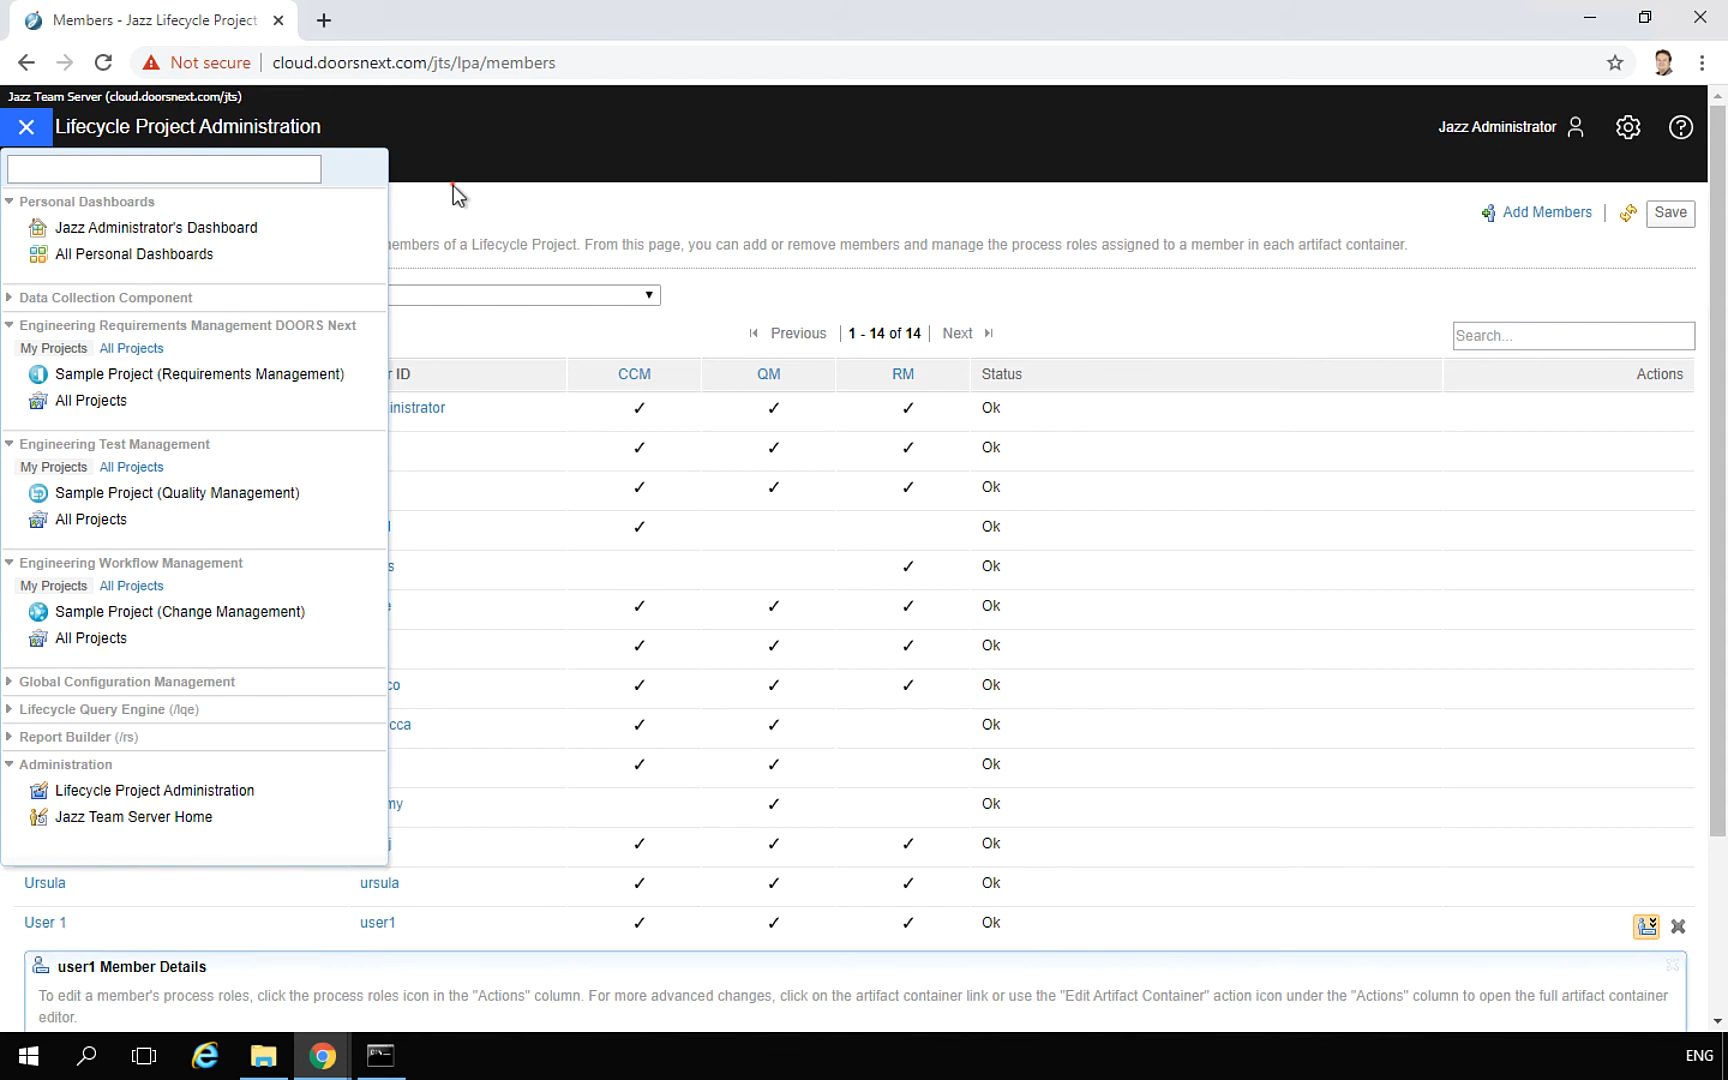 Members - Jazz Lifecycle Project
Not secure
cloud.doorsnext.com/jts/lpa/members
Jazz Team Server (cloud.doorsnext.com/jts)
Lifecycle Project Administration
Jazz Administrator
Personal Dashboards
Jazz Administrator's Dashboard
All Personal Dashboards
Data Collection Component
Engineering Requirements Management DOORS Next
My Projects All Projects
Sample Project (Requirements Management)
All Projects
Engineering Test Management
My Projects All Projects
Sample Project (Quality Management)
All Projects
Engineering Workflow Management
My Projects All Projects
Sample Project (Change Management)
All Projects
Global Configuration Management
Lifecycle Query Engine (/lqe)
Report Builder (/rs)
Administration
Lifecycle Project Administration
Jazz Team Server Home
Add Members
Save
members of a Lifecycle Project. From this page, you can add or remove members and manage the process roles assigned to a member in each artifact container.
Previous 1 - 14 of 14 Next
Search...
ID CCM QM RM Status Actions
inistrator ✓ ✓ ✓ Ok
✓ ✓ ✓ Ok
✓ ✓ ✓ Ok
✓ Ok
s ✓ Ok
e ✓ ✓ ✓ Ok
✓ ✓ ✓ Ok
co ✓ ✓ ✓ Ok
cca ✓ ✓ Ok
✓ ✓ Ok
my ✓ Ok
j ✓ ✓ ✓ Ok
Ursula ursula ✓ ✓ ✓ Ok
User 1 user1 ✓ ✓ ✓ Ok
user1 Member Details
To edit a member's process roles, click the process roles icon in the "Actions" column. For more advanced changes, click on the artifact container link or use the "Edit Artifact Container" action icon under the "Actions" column to open the full artifact container
editor.
ENG